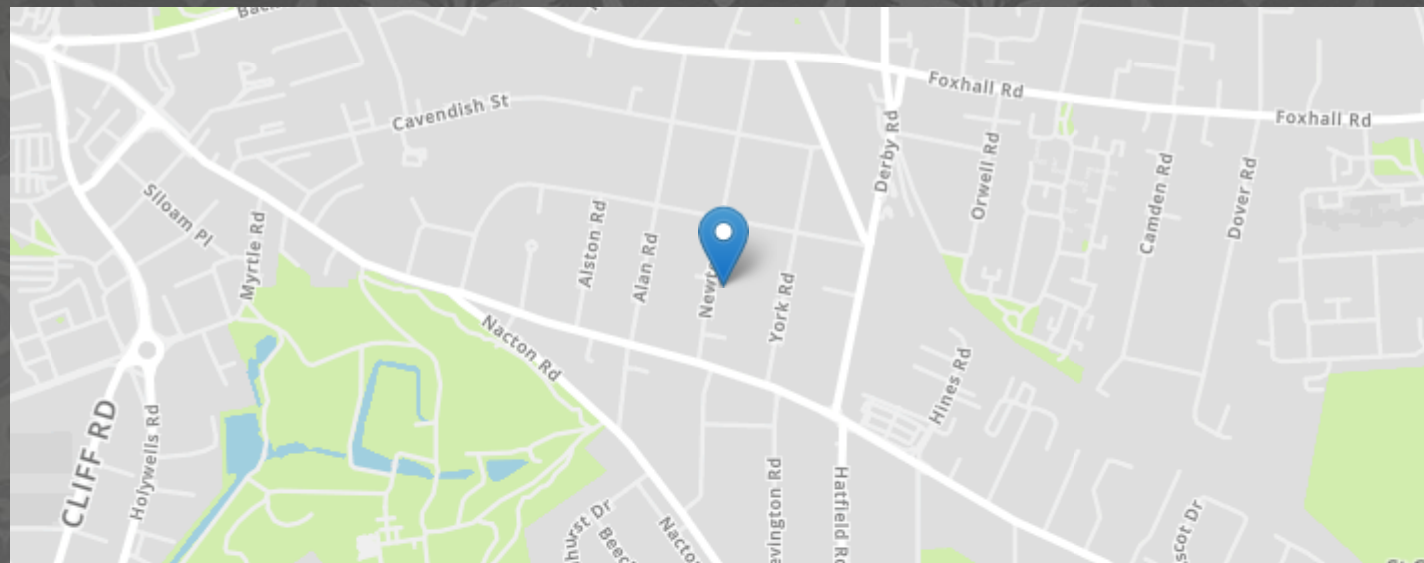 Foxhall Rd
Foxhall Rd
Cavendish St
Derby Rd
Orwell Rd
Camden Rd
Dover Rd
Siloam Pl
Myrtle Rd
Alston Rd
Alan Rd
York Rd
Nacton Rd
Hines Rd
CLIFF RD
Holywells Rd
Hatfield R